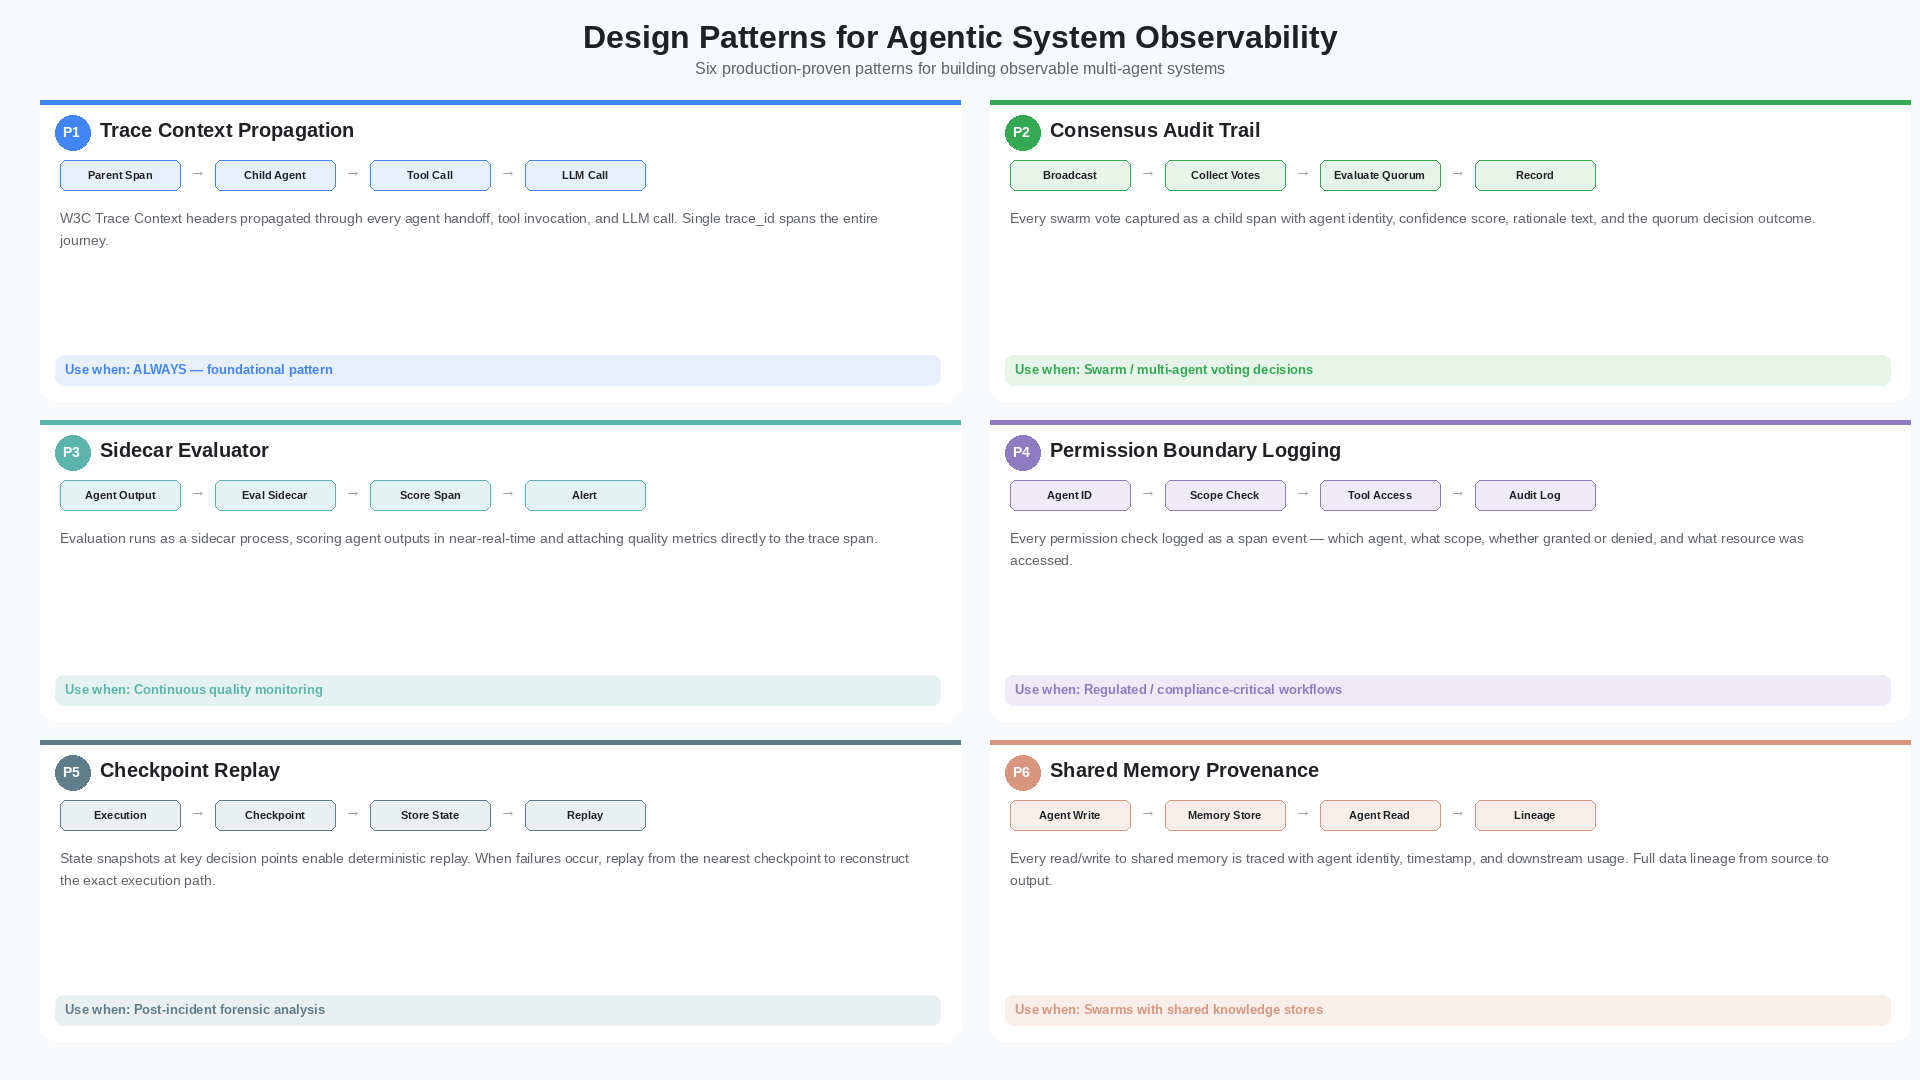 Design Patterns for Agentic System Observability
Six production-proven patterns for building observable multi-agent systems
P1 Trace Context Propagation
Parent Span → Child Agent → Tool Call → LLM Call
W3C Trace Context headers propagated through every agent handoff, tool invocation, and LLM call. Single trace_id spans the entire
journey.
Use when: ALWAYS — foundational pattern
P2 Consensus Audit Trail
Broadcast → Collect Votes → Evaluate Quorum → Record
Every swarm vote captured as a child span with agent identity, confidence score, rationale text, and the quorum decision outcome.
Use when: Swarm / multi-agent voting decisions
P3 Sidecar Evaluator
Agent Output → Eval Sidecar → Score Span → Alert
Evaluation runs as a sidecar process, scoring agent outputs in near-real-time and attaching quality metrics directly to the trace span.
Use when: Continuous quality monitoring
P4 Permission Boundary Logging
Agent ID → Scope Check → Tool Access → Audit Log
Every permission check logged as a span event — which agent, what scope, whether granted or denied, and what resource was
accessed.
Use when: Regulated / compliance-critical workflows
P5 Checkpoint Replay
Execution → Checkpoint → Store State → Replay
State snapshots at key decision points enable deterministic replay. When failures occur, replay from the nearest checkpoint to reconstruct
the exact execution path.
Use when: Post-incident forensic analysis
P6 Shared Memory Provenance
Agent Write → Memory Store → Agent Read → Lineage
Every read/write to shared memory is traced with agent identity, timestamp, and downstream usage. Full data lineage from source to
output.
Use when: Swarms with shared knowledge stores